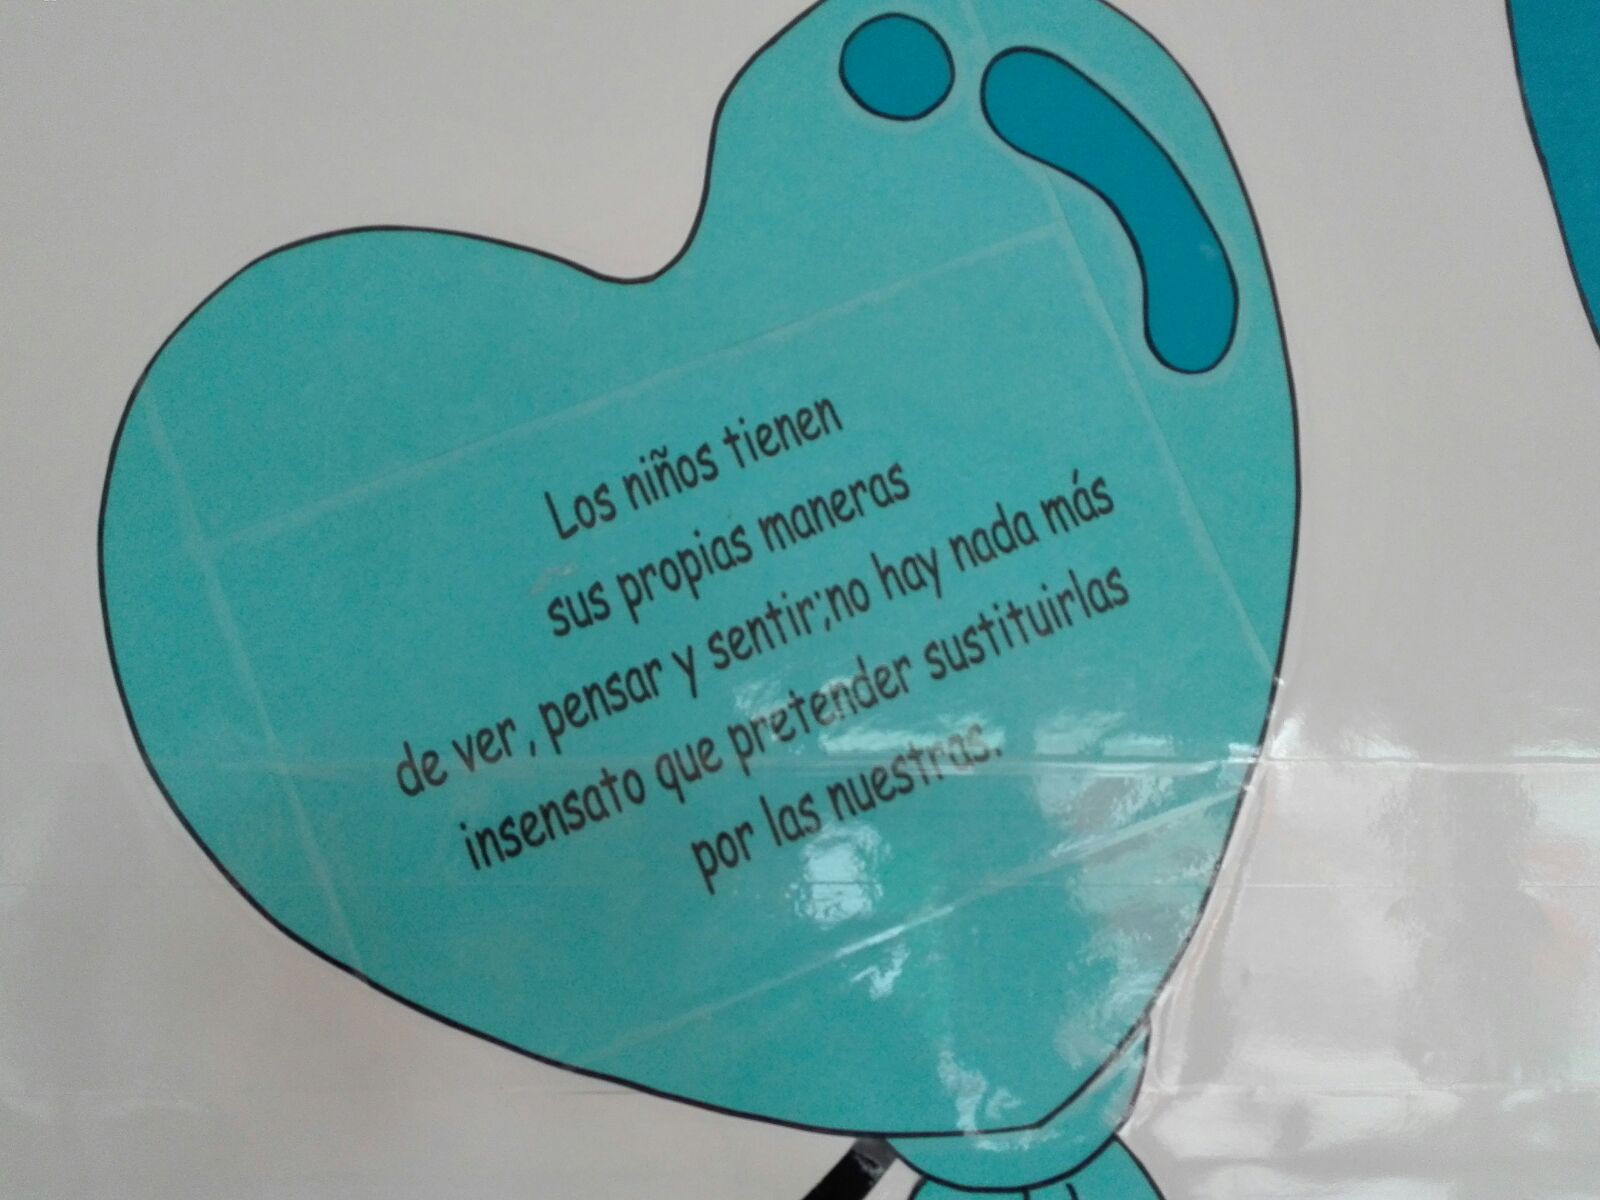 Los niños tienen
sus propias maneras
de ver, pensar y sentir;no hay nada más
insensato que pretender sustituirlas
por las nuestras.